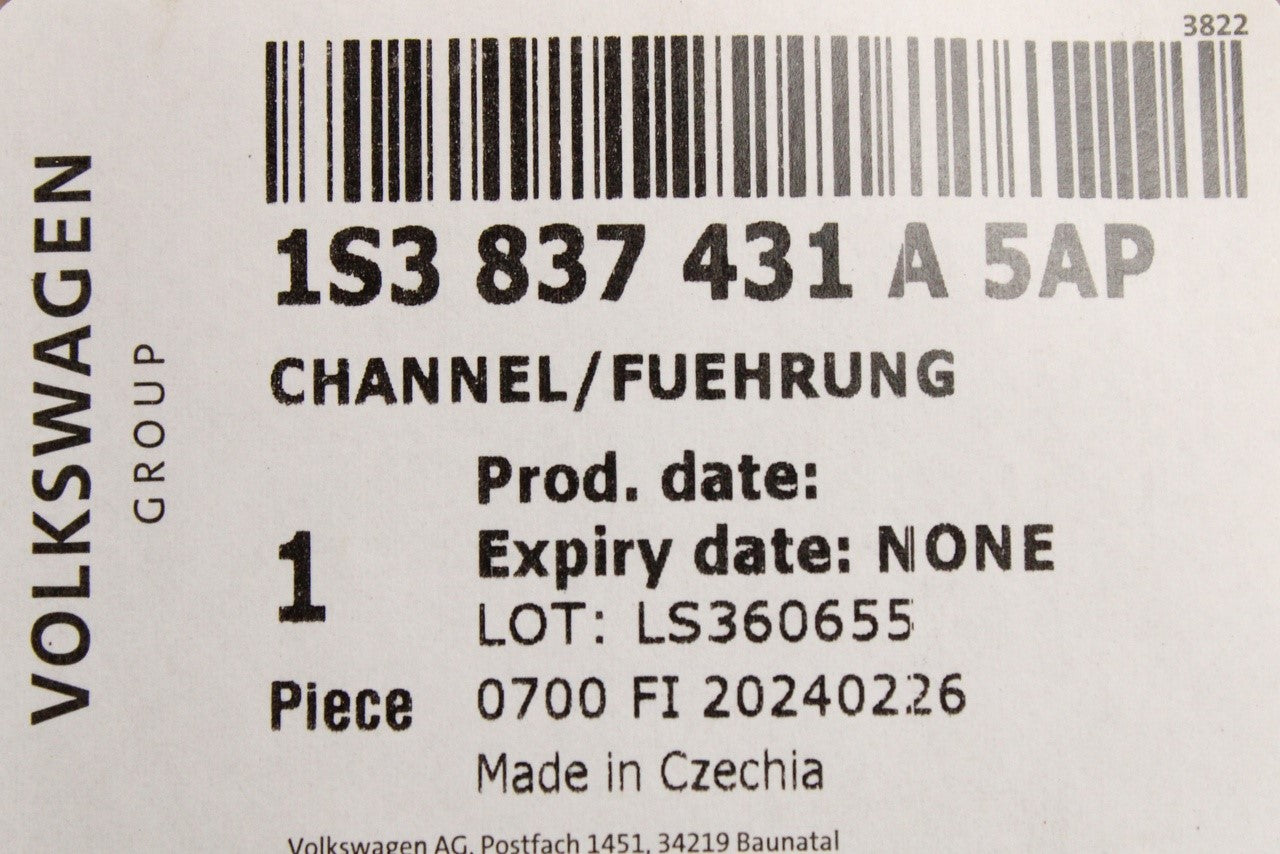 3822
1S3 837 431 A 5AP
CHANNEL/FUEHRUNG
Prod. date:
Expiry date: NONE
1
LOT: LS360655
Piece
0700 FI 20240226
Made in Czechia
Volkswagen AG, Postfach 1451, 34219 Baunatal
VOLKSWAGEN
GROUP